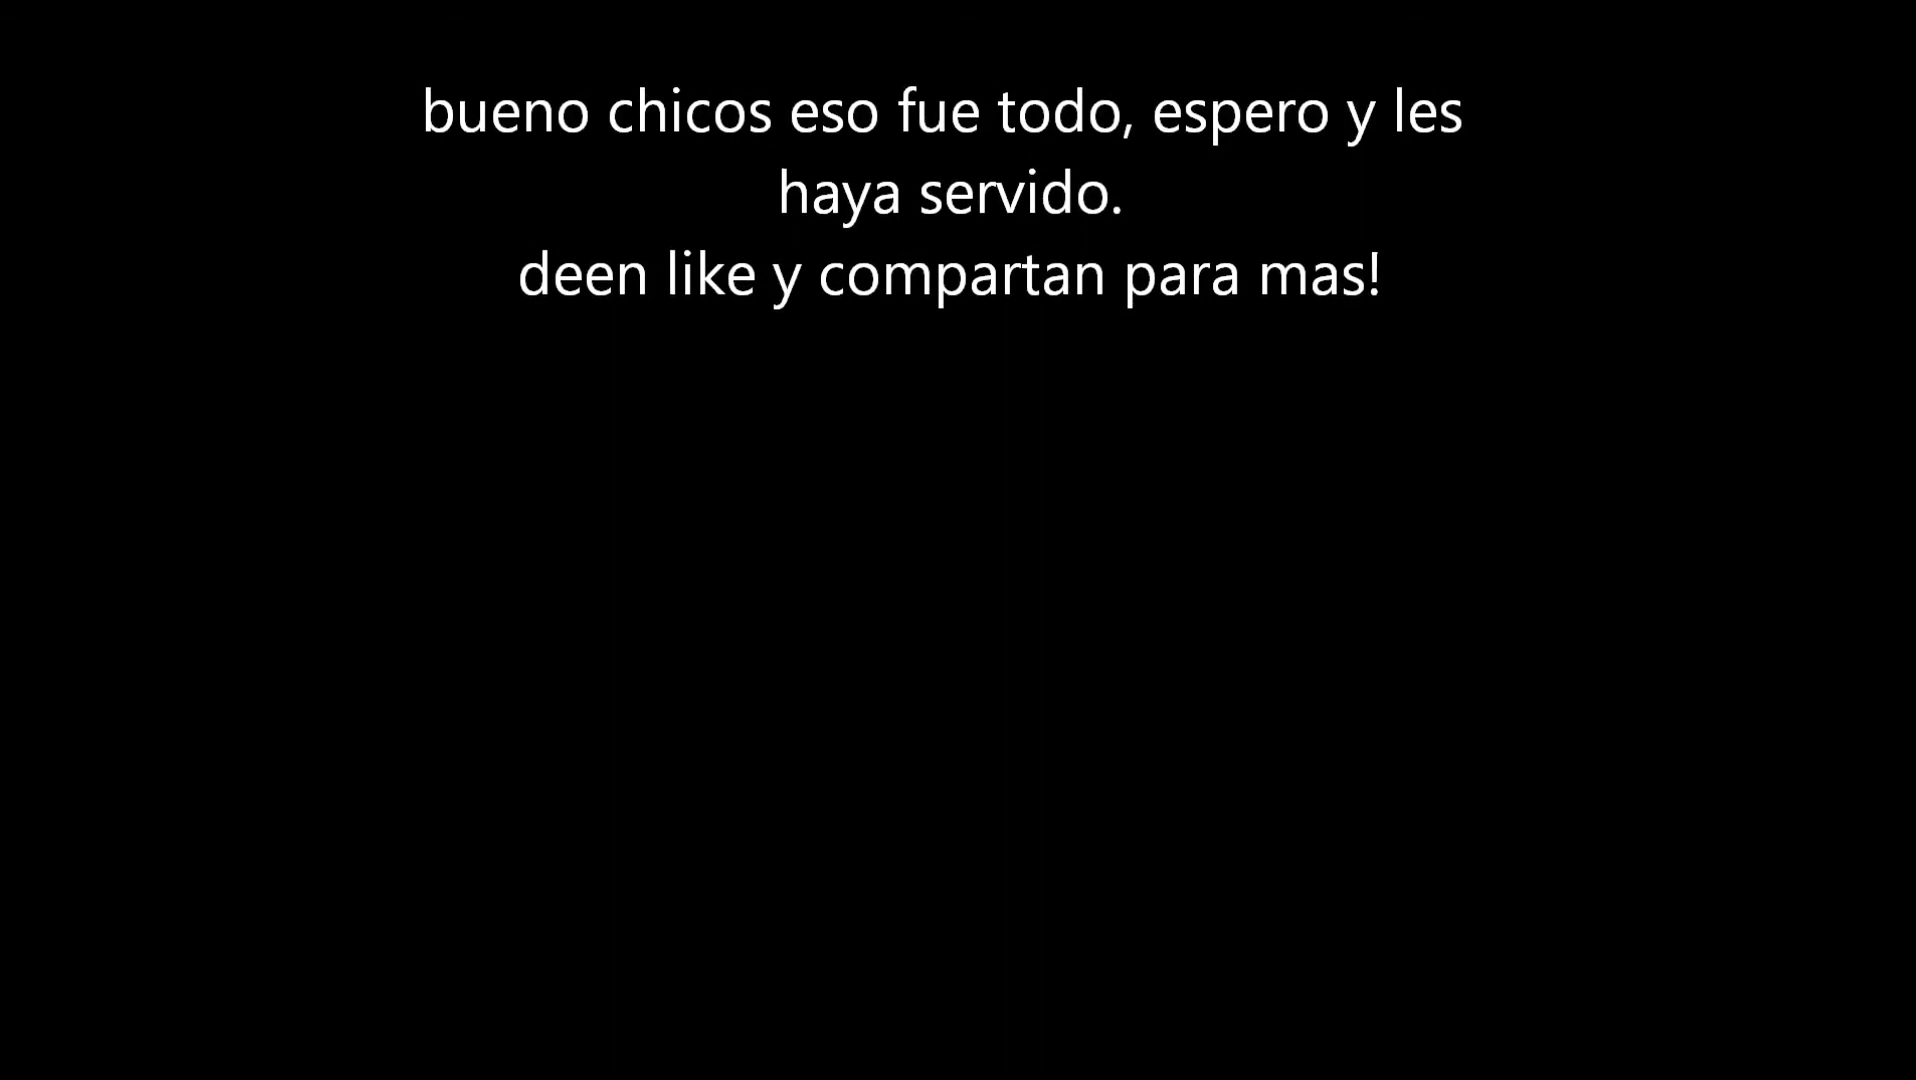 bueno chicos eso fue todo, espero y les
haya servido.
deen like y compartan para mas!